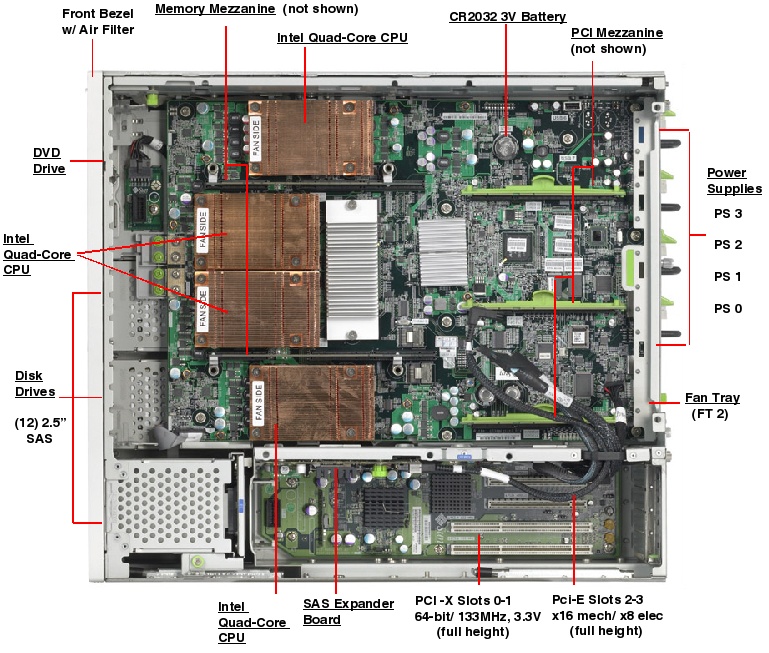 Front Bezel
w/ Air Filter
Memory Mezzanine (not shown)
Intel Quad-Core CPU
CR2032 3V Battery
PCI Mezzanine
(not shown)
FAN SIDE
DVD
Drive
Power
Supplies
PS 3
PS 2
PS 1
PS 0
FAN SIDE
Intel
Quad-Core
CPU
FAN SIDE
Disk
Drives
(12) 2.5”
SAS
FAN SIDE
Fan Tray
(FT 2)
Intel
Quad-Core
CPU
SAS Expander
Board
PCI -X Slots 0-1
64-bit/ 133MHz, 3.3V
(full height)
Pci-E Slots 2-3
x16 mech/ x8 elec
(full height)